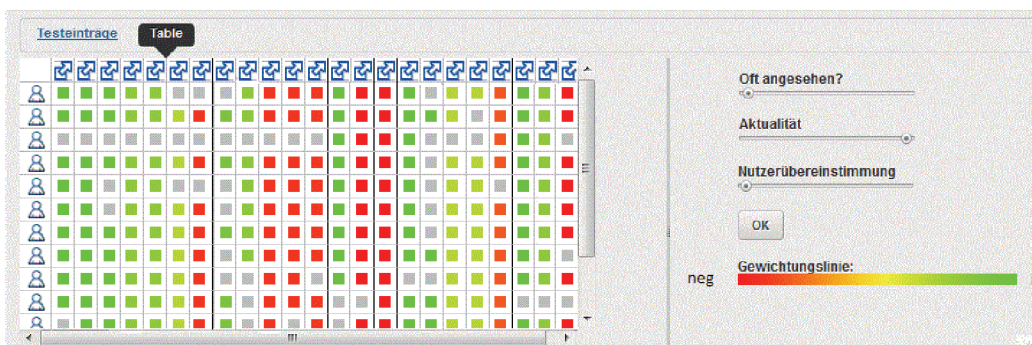 Testeinträge
Table
Oft angesehen?
Aktualität
Nutzerübereinstimmung
OK
Gewichtungslinie:
neg